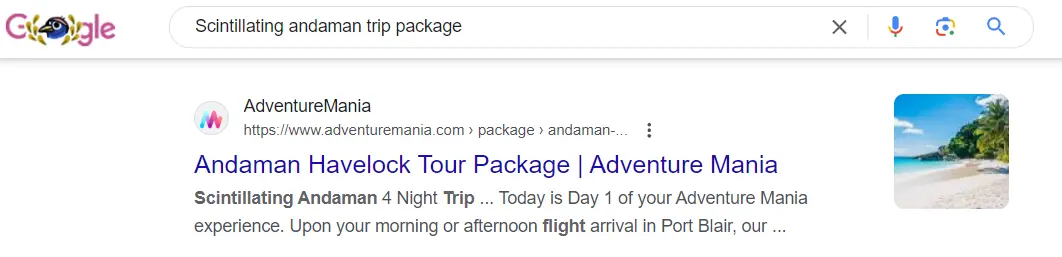 Google
Scintillating andaman trip package
AdventureMania
https://www.adventuremania.com › package › andaman-...
Andaman Havelock Tour Package | Adventure Mania
Scintillating Andaman 4 Night Trip ... Today is Day 1 of your Adventure Mania
experience. Upon your morning or afternoon flight arrival in Port Blair, our ...